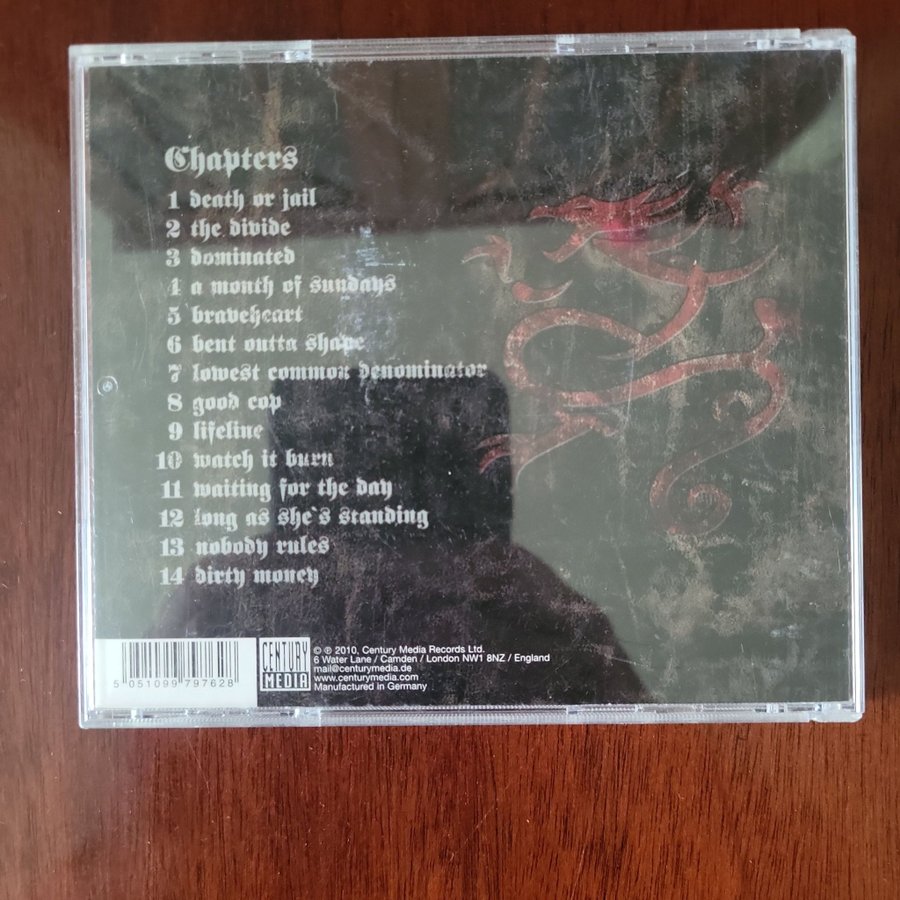 Chapters
1 death or jail
2 the divide
3 dominated
4 a month of sundays
5 braveheart
6 bent outta shape
7 lowest common denominator
8 good cop
9 lifeline
10 watch it burn
11 waiting for the day
12 long as she`s standing
13 nobody rules
14 dirty money
5 051099 797628
CENTURY
MEDIA
© ℗ 2010, Century Media Records Ltd.
6 Water Lane / Camden / London NW1 8NZ / England
mail@centurymedia.de
www.centurymedia.com
Manufactured in Germany